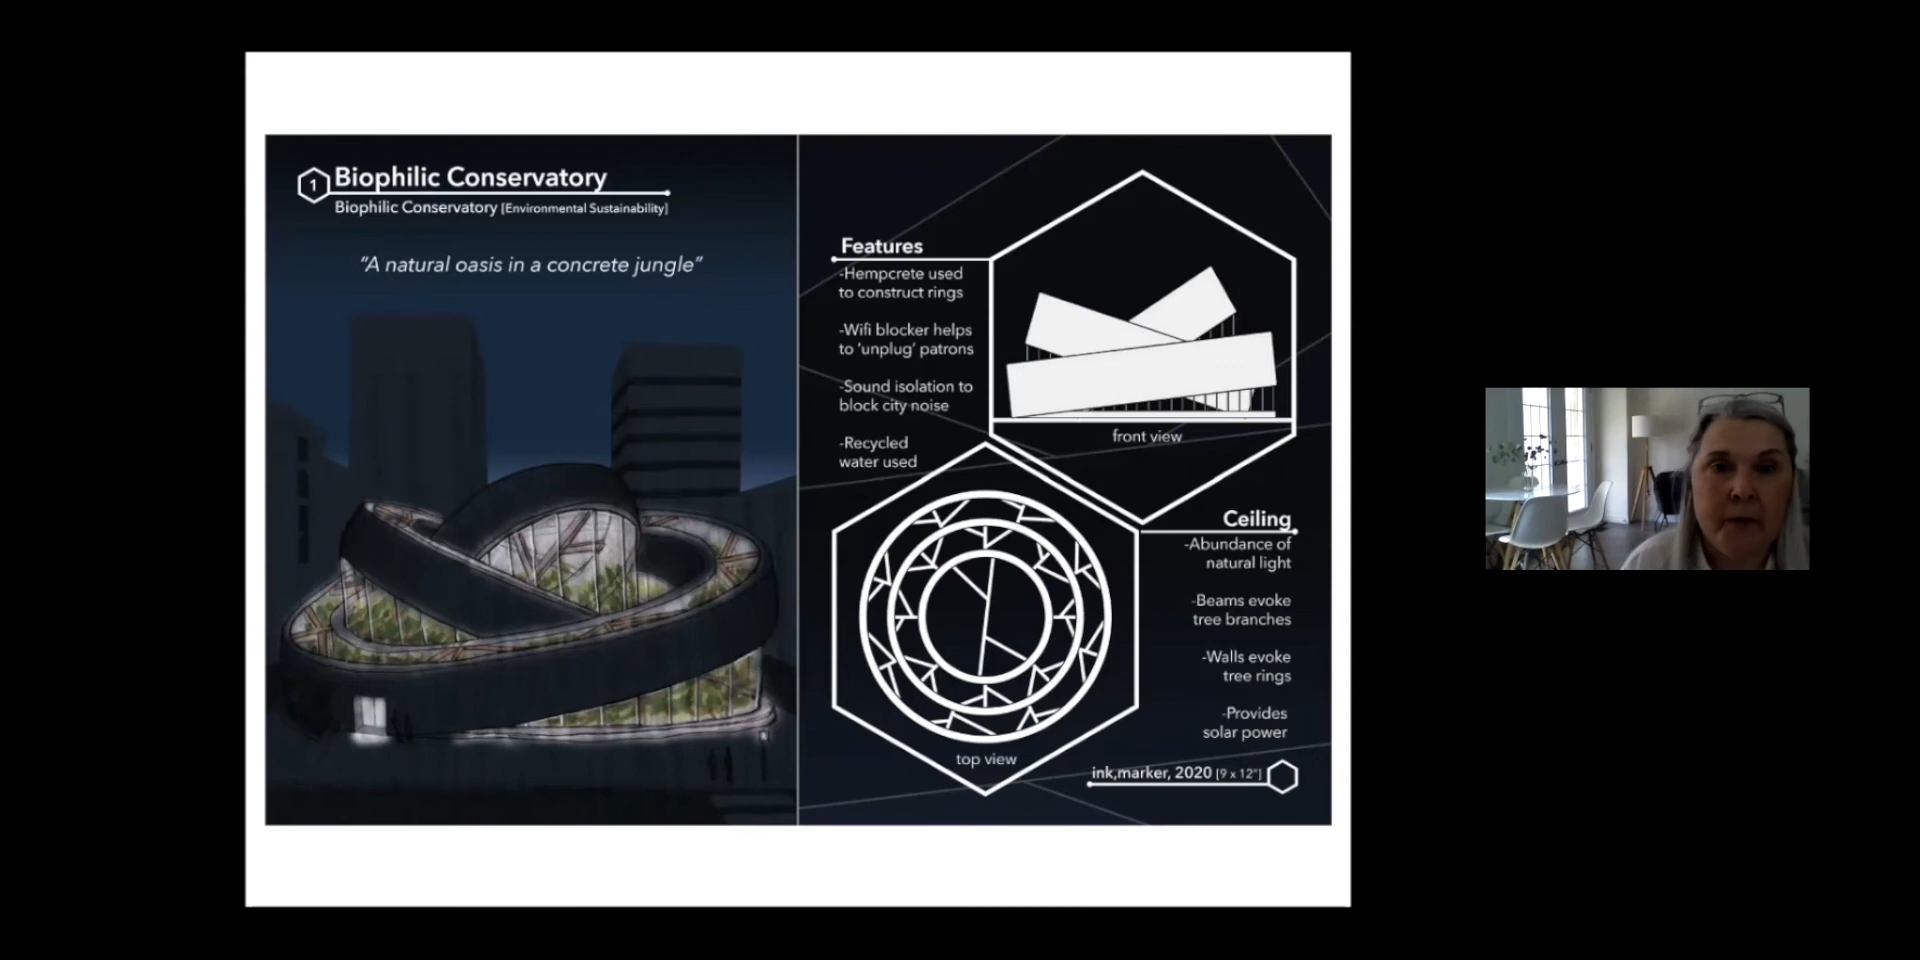 1
Biophilic Conservatory
Biophilic Conservatory [Environmental Sustainability]
“A natural oasis in a concrete jungle”
Features
-Hempcrete used
to construct rings
-Wifi blocker helps
to ‘unplug’ patrons
-Sound isolation to
block city noise
-Recycled
water used
front view
top view
Ceiling
-Abundance of
natural light
-Beams evoke
tree branches
-Walls evoke
tree rings
-Provides
solar power
ink,marker, 2020 [9 x 12”]